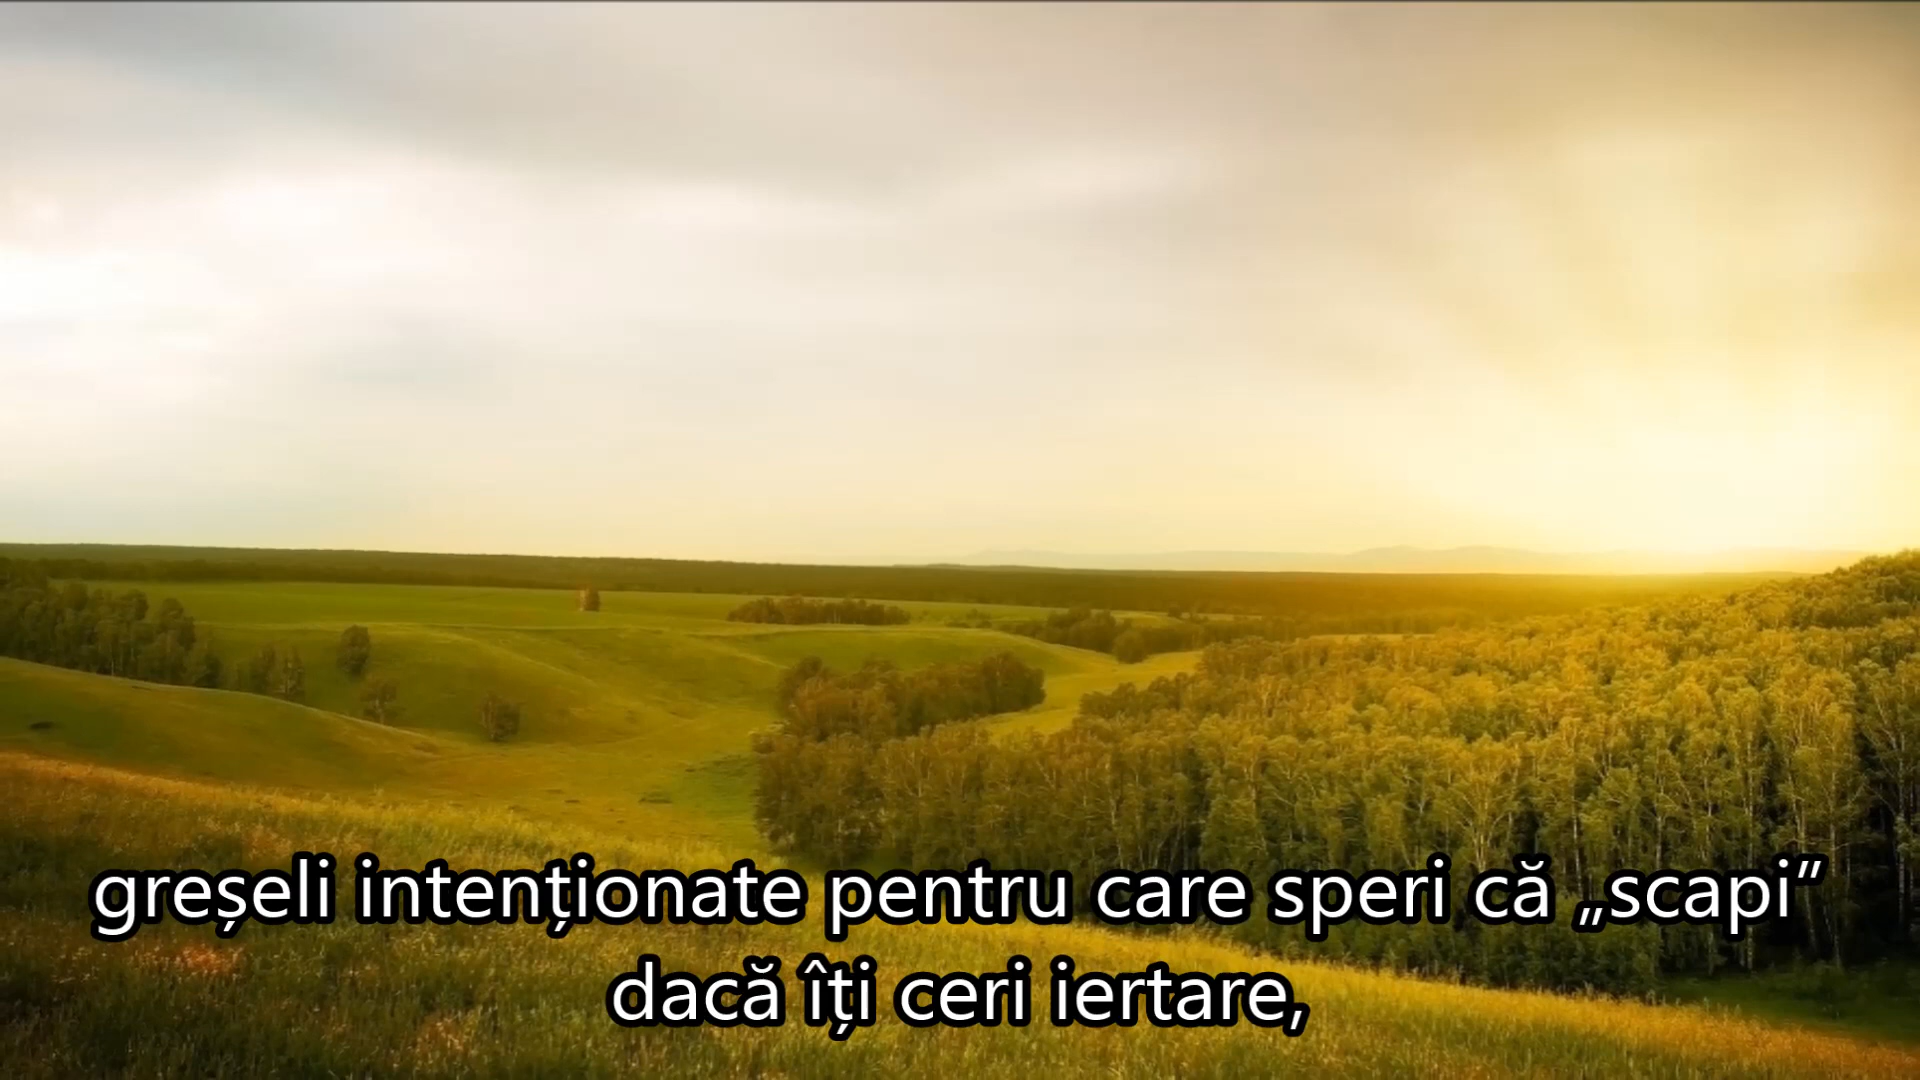 greșeli intenționate pentru care speri că „scapi”
dacă îți ceri iertare,